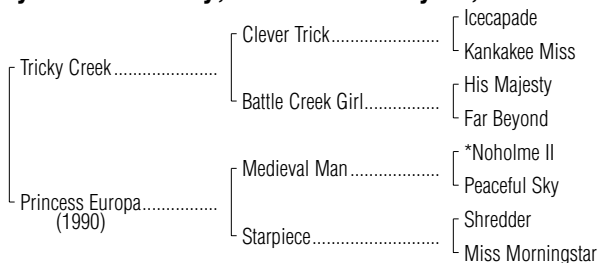 Icecapade
Clever Trick
Kankakee Miss
Tricky Creek
His Majesty
Battle Creek Girl
Far Beyond
*Noholme II
Medieval Man
Peaceful Sky
Princess Europa
(1990)
Shredder
Starpiece
Miss Morningstar